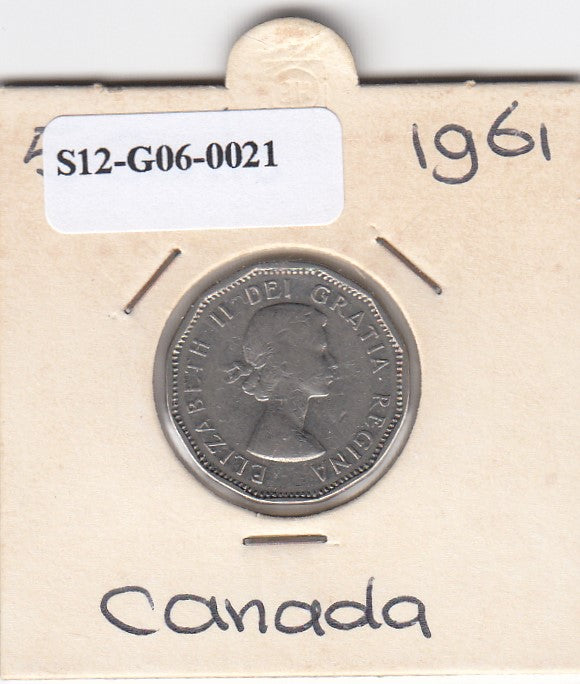 S12-G06-0021
1961
ELIZABETH II DEI GRATIA · REGINA
Canada